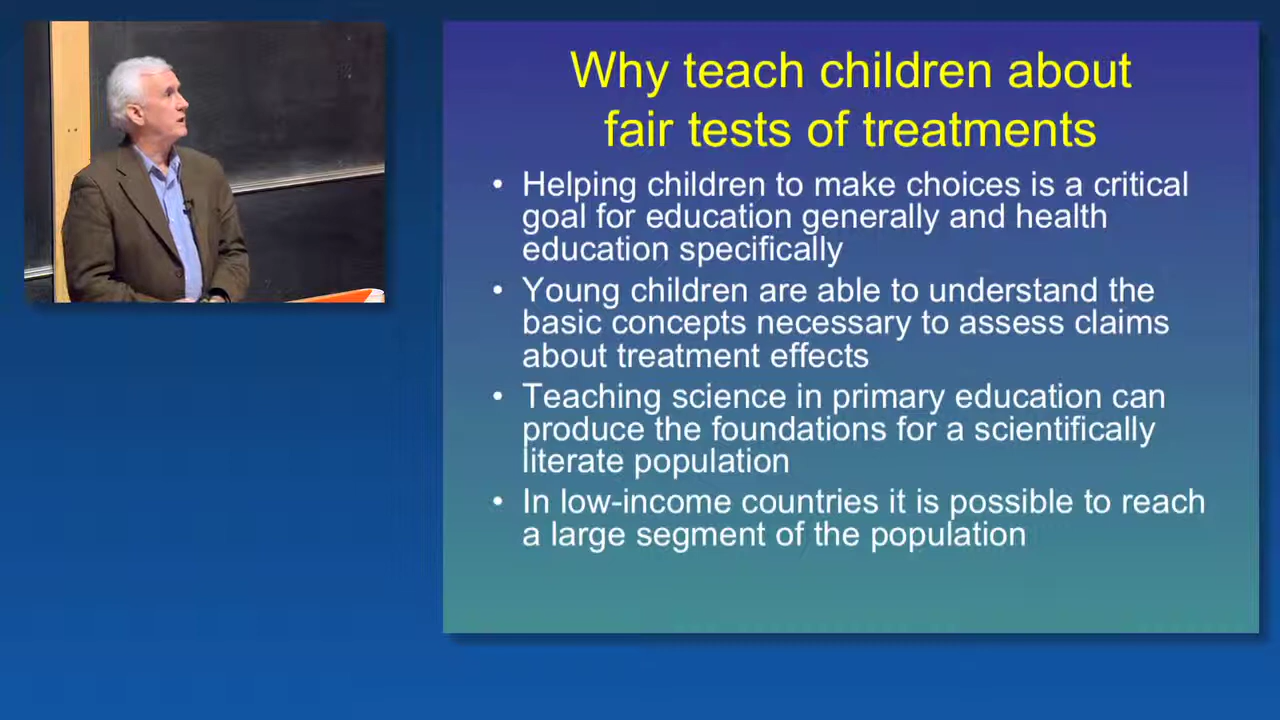 Why teach children about
fair tests of treatments
• Helping children to make choices is a critical
goal for education generally and health
education specifically
• Young children are able to understand the
basic concepts necessary to assess claims
about treatment effects
• Teaching science in primary education can
produce the foundations for a scientifically
literate population
• In low-income countries it is possible to reach
a large segment of the population